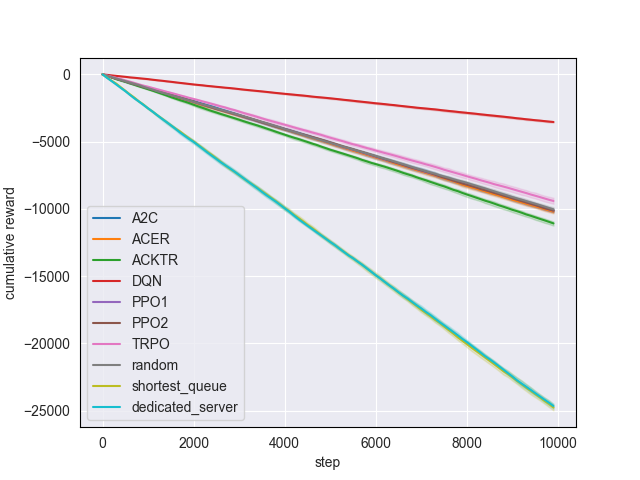 0
−5000
−10000
−15000
−20000
−25000
cumulative reward
A2C
ACER
ACKTR
DQN
PPO1
PPO2
TRPO
random
shortest_queue
dedicated_server
0 2000 4000 6000 8000 10000
step